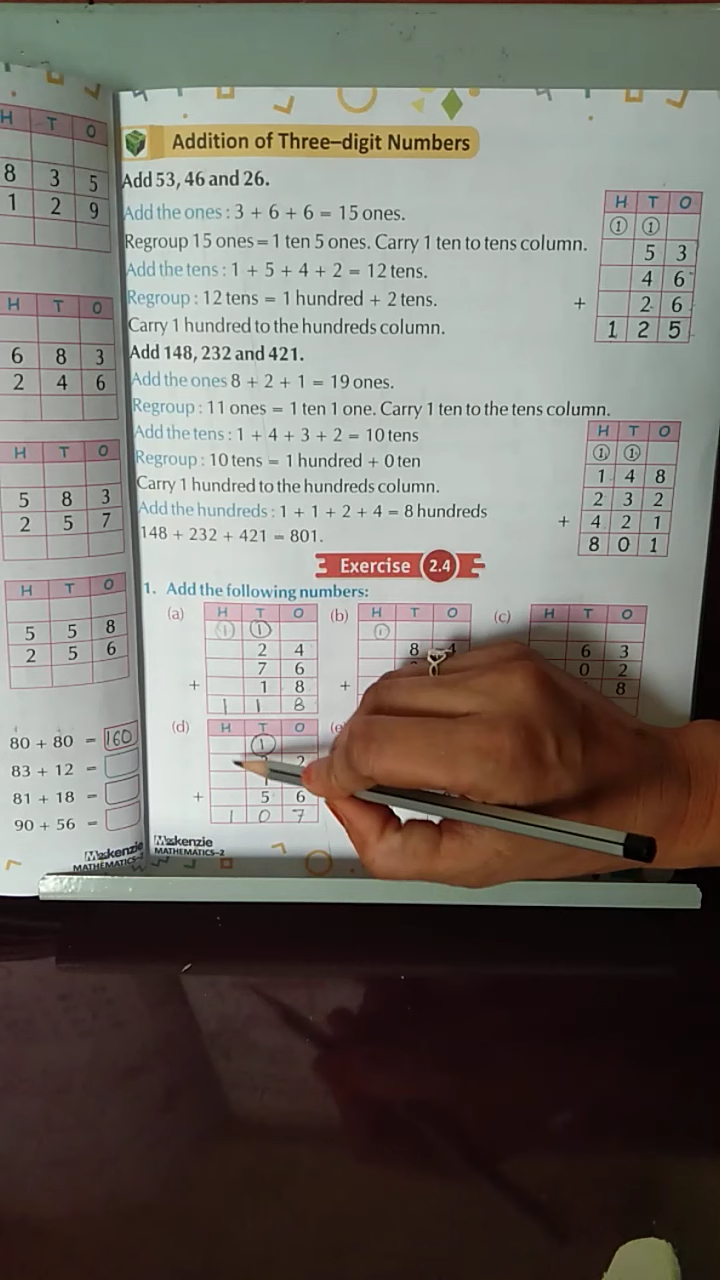 H T O
8 3 5
1 2 9
H T O
6 8 3
2 4 6
H T O
5 8 3
2 5 7
H T O
5 5 8
2 5 6
80 + 80 = 160
83 + 12 =
81 + 18 =
90 + 56 =
Mackenzie
MATHEMATICS-2
Addition of Three-digit Numbers
Add 53, 46 and 26.
Add the ones : 3 + 6 + 6 = 15 ones.
Regroup 15 ones = 1 ten 5 ones. Carry 1 ten to tens column.
Add the tens : 1 + 5 + 4 + 2 = 12 tens.
Regroup : 12 tens = 1 hundred + 2 tens.
Carry 1 hundred to the hundreds column.
H T O
1 1
5 3
4 6
+ 2 6
1 2 5
Add 148, 232 and 421.
Add the ones 8 + 2 + 1 = 19 ones.
Regroup : 11 ones = 1 ten 1 one. Carry 1 ten to the tens column.
Add the tens : 1 + 4 + 3 + 2 = 10 tens
Regroup : 10 tens = 1 hundred + 0 ten
Carry 1 hundred to the hundreds column.
Add the hundreds : 1 + 1 + 2 + 4 = 8 hundreds
148 + 232 + 421 = 801.
H T O
1 1
1 4 8
2 3 2
+ 4 2 1
8 0 1
Exercise 2.4
1. Add the following numbers:
(a) H T O
1 1
2 4
7 6
+ 1 8
1 1 8
(b) H T O
1
8 4
+
(c) H T O
6 3
0 2
8
(d) H T O
1
2
+ 5 6
1 0 7
(e)
Mackenzie
MATHEMATICS-2